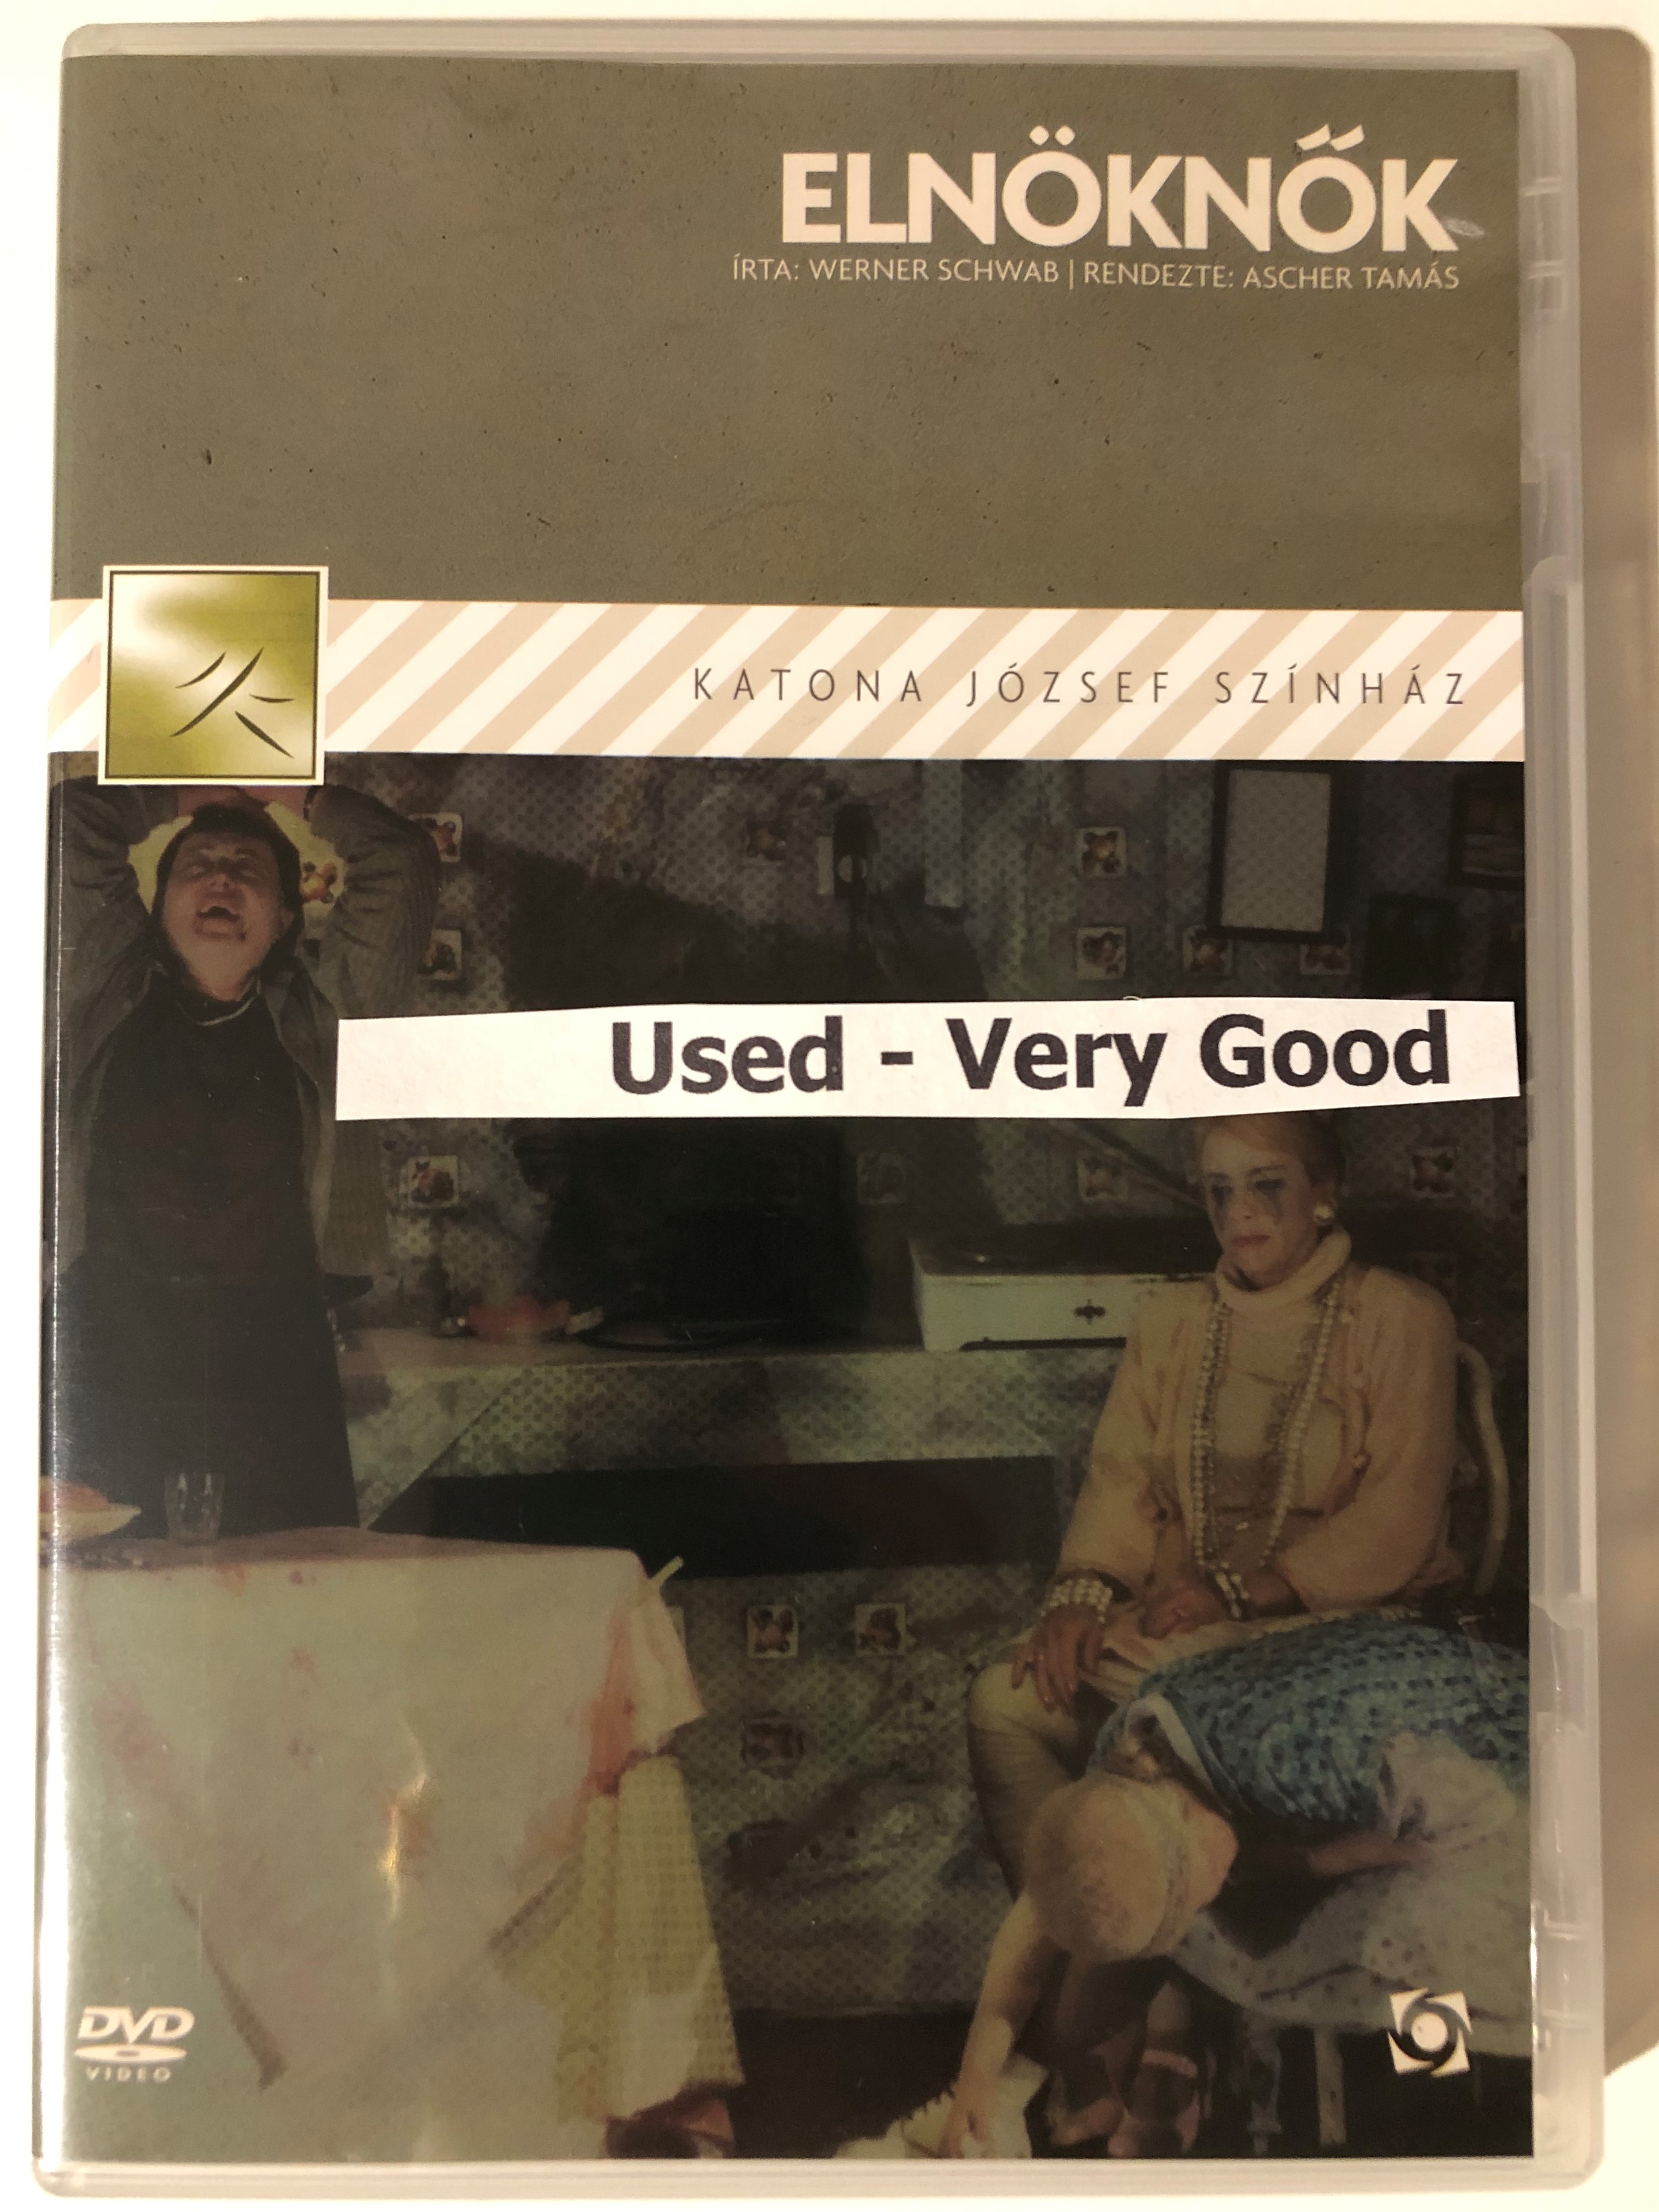 ELNÖKNŐK
ÍRTA: WERNER SCHWAB | RENDEZTE: ASCHER TAMÁS
KATONA JÓZSEF SZÍNHÁZ
Used - Very Good
DVD
VIDEO